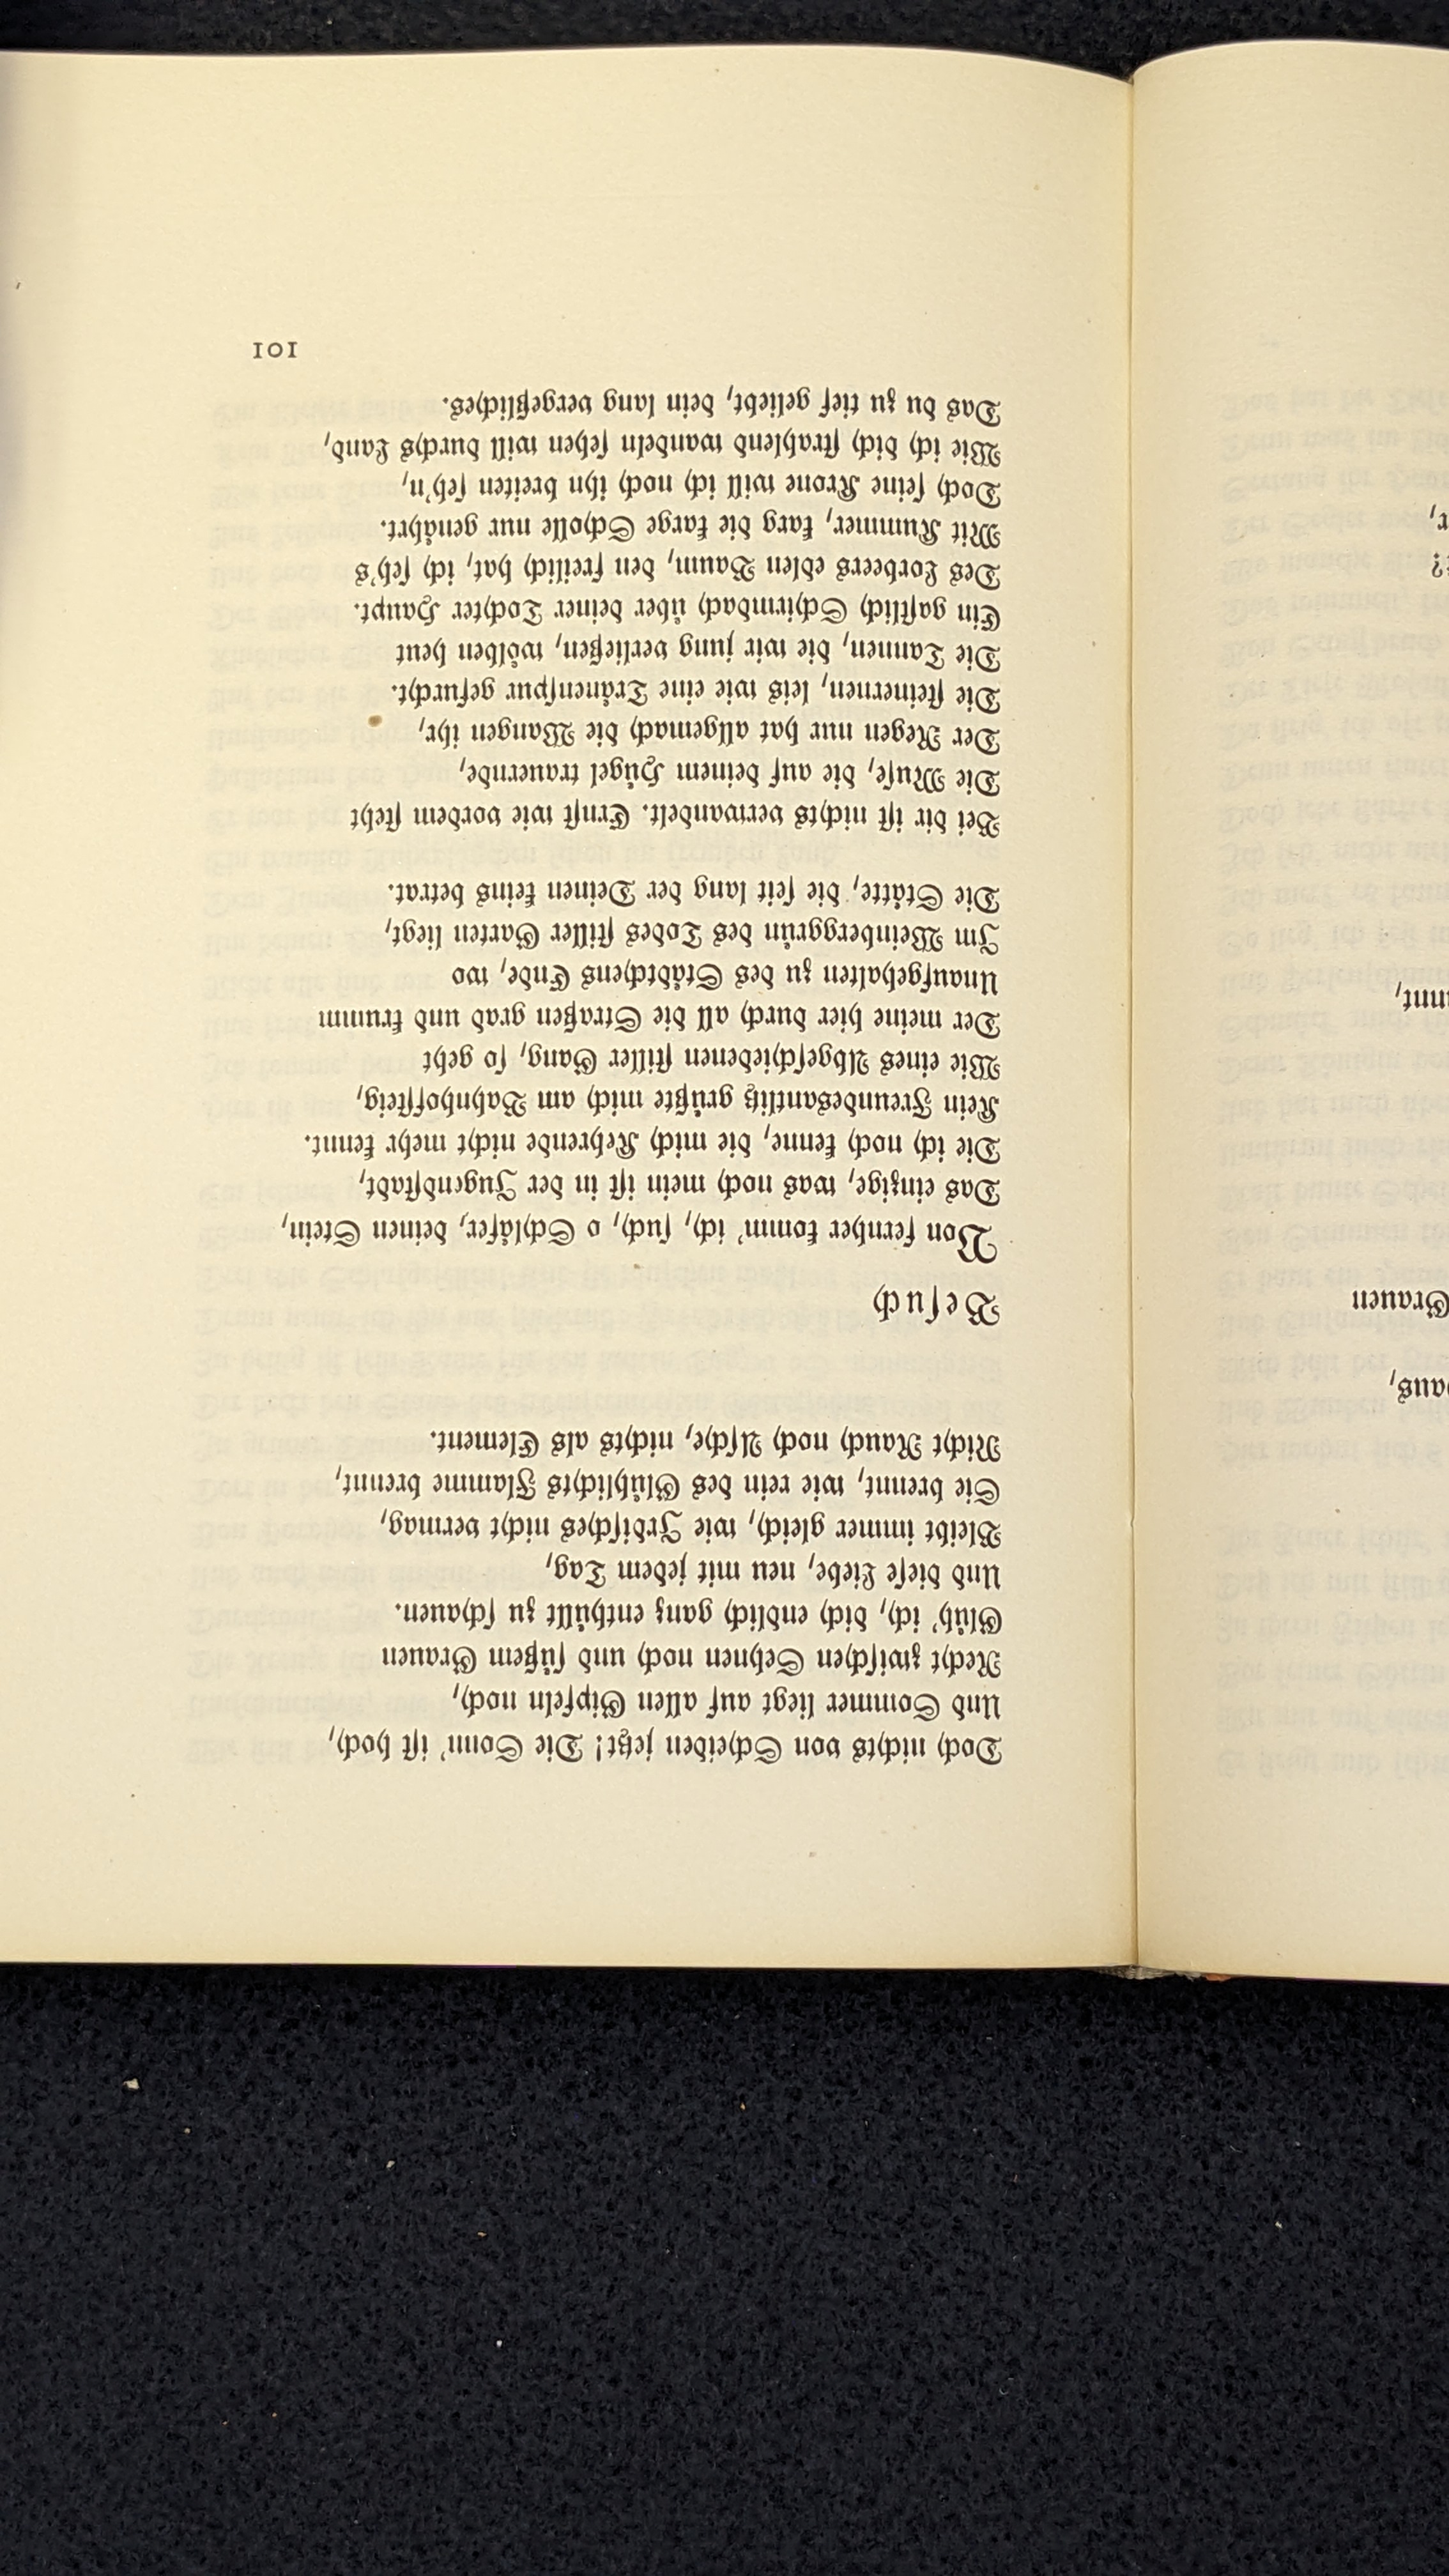 Doch nichts von Scheiden jetzt! Die Sonn’ ist hoch,
Und Sommer liegt auf allen Gipfeln noch,
Recht zwischen Sehnen noch und süßem Grauen
Glüh’ ich, dich endlich ganz enthüllt zu schauen.
Und diese Liebe, neu mit jedem Tag,
Bleibt immer gleich, wie Irdisches nicht vermag,
Sie brennt, wie rein des Glühlichts Flamme brennt,
Nicht Rauch noch Asche, nichts als Element.
Besuch
Von fernher komm’ ich, such, o Schläfer, deinen Stein,
Das einzige, was noch mein ist in der Jugendstadt,
Die ich noch kenne, die mich Kehrende nicht mehr kennt.
Kein Freundesantlitz grüßte mich am Bahnhofsteig,
Wie eines Abgeschiedenen stiller Gang, so geht
Der meine hier durch all die Straßen grad und krumm
Unaufgehalten zu des Städtchens Ende, wo
Im Weinberggrün des Todes stiller Garten liegt,
Die Stätte, die seit lang der Deinen keins betrat.
Bei dir ist nichts verwandelt. Ernst wie vordem steht
Die Muse, die auf deinem Hügel trauernde,
Der Regen nur hat allgemach die Wangen ihr,
Die steinernen, leis wie eine Tränenspur gefurcht.
Die Tannen, die wir jung verließen, wölben heut
Ein gastlich Schirmdach über deiner Tochter Haupt.
Des Lorbeers edlen Baum, den freilich hat, ich seh’s
Mit Kummer, karg die karge Scholle nur genährt.
Doch seine Krone will ich noch ihn breiten seh’n,
Wie ich dich strahlend wandeln sehen will durchs Land,
Das du zu tief geliebt, dein lang vergeßliches.
101
Grauen